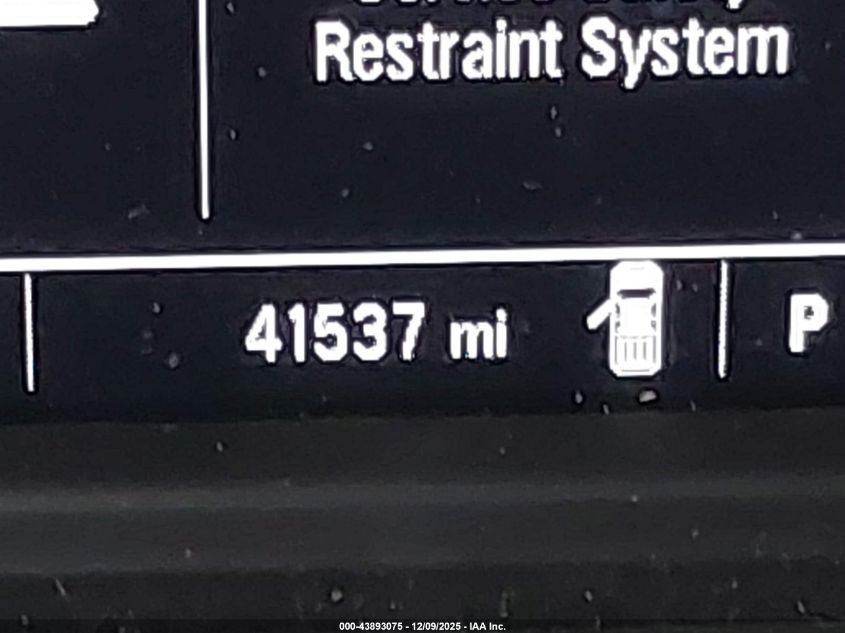 Restraint System
41537 mi
P
000-43893075 - 12/09/2025 - IAA Inc.